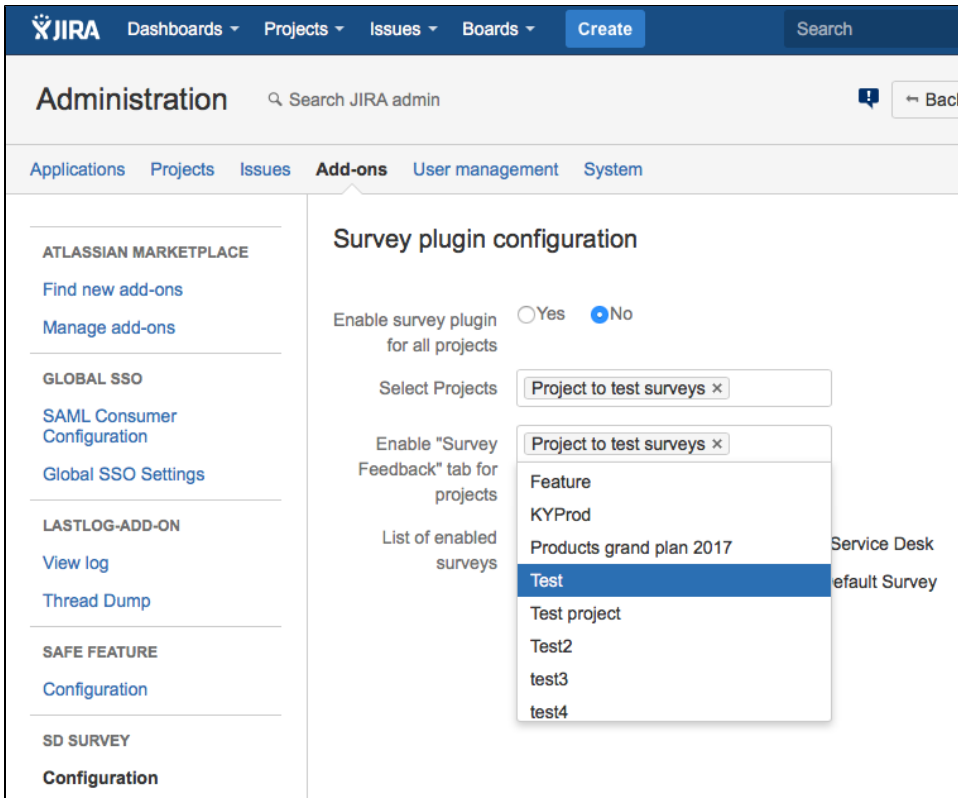 JIRA Dashboards Projects Issues Boards Create Search
Administration Search JIRA admin
Applications Projects Issues Add-ons User management System
ATLASSIAN MARKETPLACE
Find new add-ons
Manage add-ons
GLOBAL SSO
SAML Consumer
Configuration
Global SSO Settings
LASTLOG-ADD-ON
View log
Thread Dump
SAFE FEATURE
Configuration
SD SURVEY
Configuration
Survey plugin configuration
Enable survey plugin
for all projects
Yes No
Select Projects
Project to test surveys ×
Enable "Survey
Feedback" tab for
projects
Project to test surveys ×
Feature
KYProd
Products grand plan 2017
Test
Test project
Test2
test3
test4
List of enabled
surveys
Service Desk
Survey